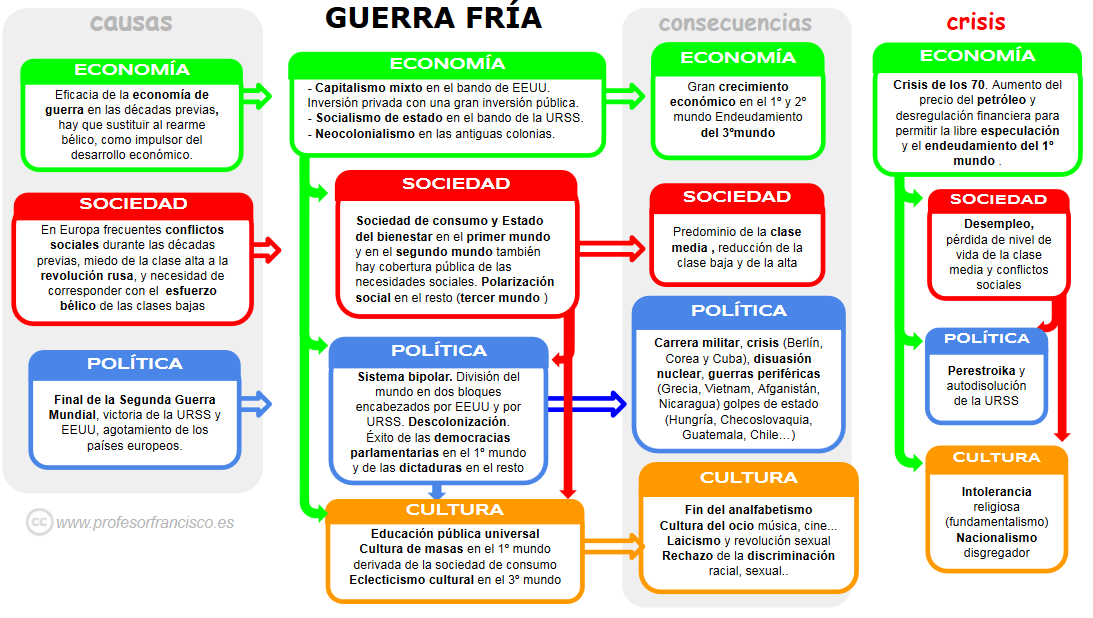 causas
GUERRA FRÍA
consecuencias
crisis
ECONOMÍA
Eficacia de la economía de
guerra en las décadas previas,
hay que sustituir al rearme
bélico, como impulsor del
desarrollo económico.
SOCIEDAD
En Europa frecuentes conflictos
sociales durante las décadas
previas, miedo de la clase alta a la
revolución rusa, y necesidad de
corresponder con el esfuerzo
bélico de las clases bajas
POLÍTICA
Final de la Segunda Guerra
Mundial, victoria de la URSS y
EEUU, agotamiento de los
países europeos.
cc www.profesorfrancisco.es
ECONOMÍA
- Capitalismo mixto en el bando de EEUU.
Inversión privada con una gran inversión pública.
- Socialismo de estado en el bando de la URSS.
- Neocolonialismo en las antiguas colonias.
SOCIEDAD
Sociedad de consumo y Estado
del bienestar en el primer mundo
y en el segundo mundo también
hay cobertura pública de las
necesidades sociales. Polarización
social en el resto (tercer mundo )
POLÍTICA
Sistema bipolar. División del
mundo en dos bloques
encabezados por EEUU y por
URSS. Descolonización.
Éxito de las democracias
parlamentarias en el 1º mundo
y de las dictaduras en el resto
CULTURA
Educación pública universal
Cultura de masas en el 1º mundo
derivada de la sociedad de consumo
Eclecticismo cultural en el 3º mundo
ECONOMÍA
Gran crecimiento
económico en el 1º y 2º
mundo Endeudamiento
del 3ºmundo
SOCIEDAD
Predominio de la clase
media , reducción de la
clase baja y de la alta
POLÍTICA
Carrera militar, crisis (Berlín,
Corea y Cuba), disuasión
nuclear, guerras periféricas
(Grecia, Vietnam, Afganistán,
Nicaragua) golpes de estado
(Hungría, Checoslovaquia,
Guatemala, Chile...)
CULTURA
Fin del analfabetismo
Cultura del ocio música, cine...
Laicismo y revolución sexual
Rechazo de la discriminación
racial, sexual..
ECONOMÍA
Crisis de los 70. Aumento del
precio del petróleo y
desregulación financiera para
permitir la libre especulación
y el endeudamiento del 1º
mundo .
SOCIEDAD
Desempleo,
pérdida de nivel de
vida de la clase
media y conflictos
sociales
POLÍTICA
Perestroika y
autodisolución
de la URSS
CULTURA
Intolerancia
religiosa
(fundamentalismo)
Nacionalismo
disgregador